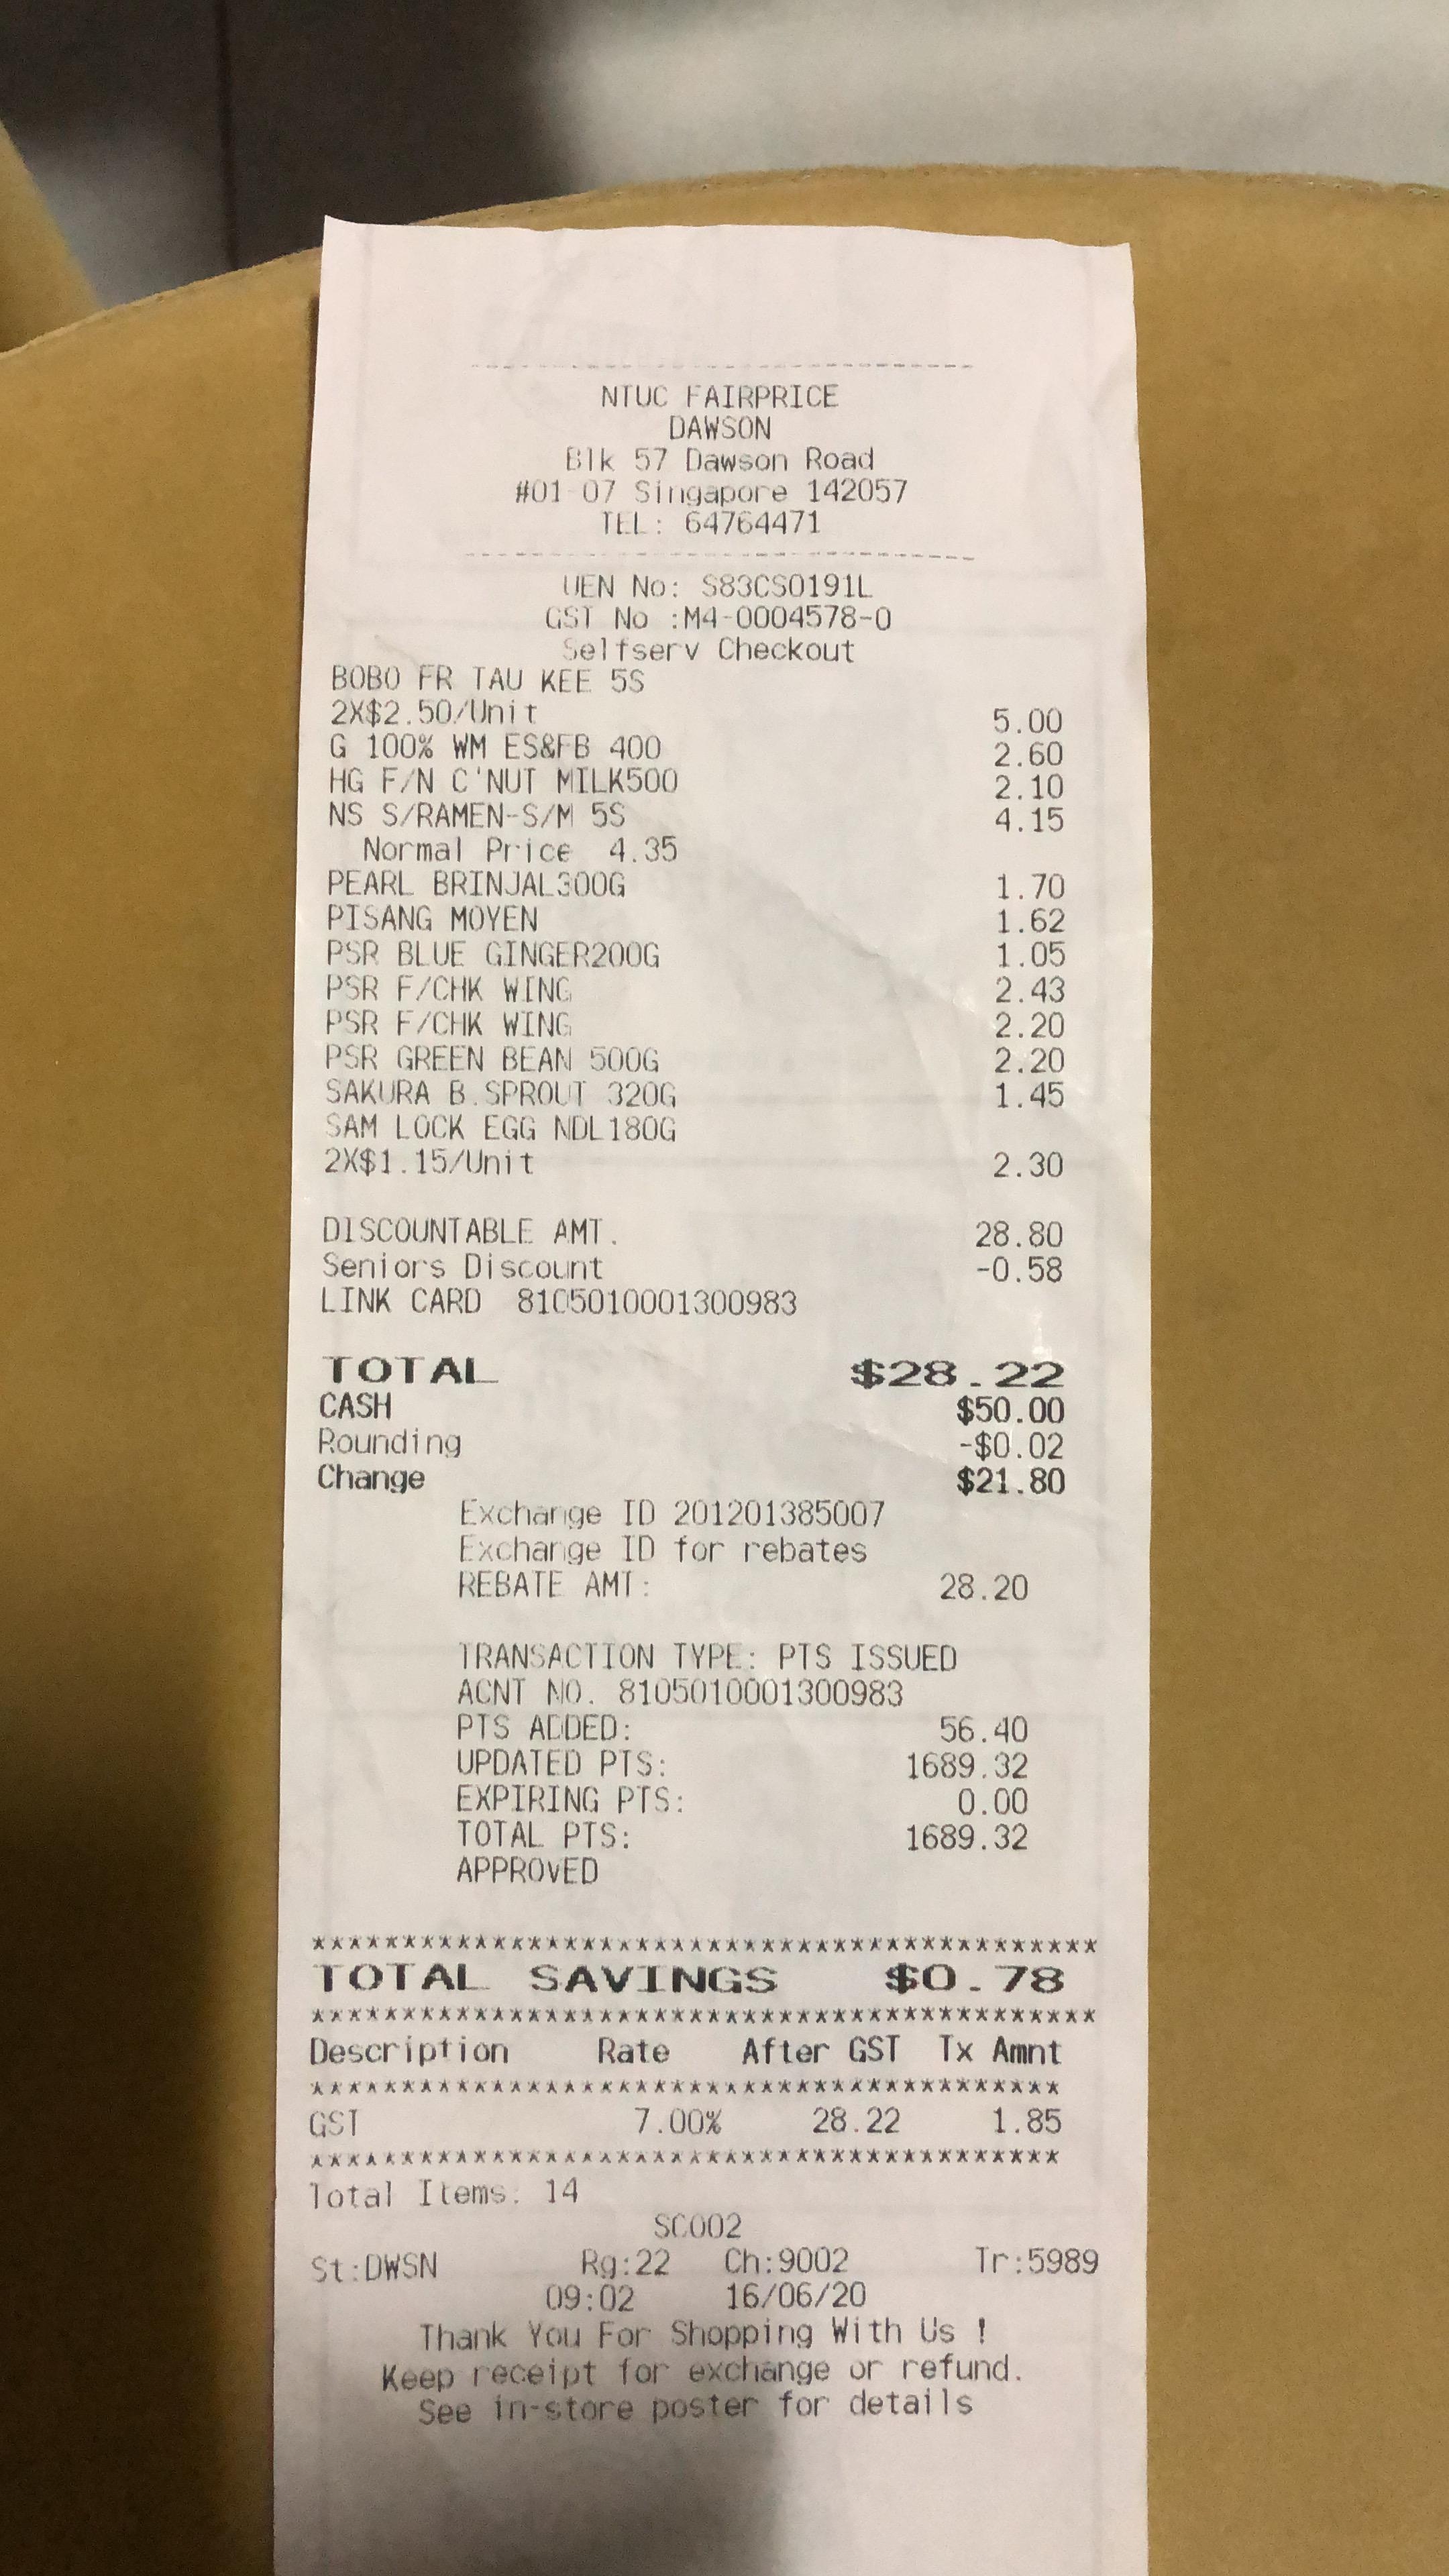 NTUC FAIRPRICE
DAWSON
Blk 57 Dawson Road
#01-07 Singapore 142057
TEL: 64764471
UEN No: S83CS0191L
GST No :M4-0004578-0
Selfserv Checkout
BOBO FR TAU KEE 5S
2X$2.50/Unit 5.00
G 100% WM ES&FB 400 2.60
HG F/N C'NUT MILK500 2.10
NS S/RAMEN-S/M 5S 4.15
Normal Price 4.35
PEARL BRINJAL300G 1.70
PISANG MOYEN 1.62
PSR BLUE GINGER200G 1.05
PSR F/CHK WING 2.43
PSR F/CHK WING 2.20
PSR GREEN BEAN 500G 2.20
SAKURA B.SPROUT 320G 1.45
SAM LOCK EGG NDL180G
2X$1.15/Unit 2.30
DISCOUNTABLE AMT. 28.80
Seniors Discount -0.58
LINK CARD 8105010001300983
TOTAL $28.22
CASH $50.00
Rounding -$0.02
Change $21.80
Exchange ID 201201385007
Exchange ID for rebates
REBATE AMT: 28.20
TRANSACTION TYPE: PTS ISSUED
ACNT NO. 8105010001300983
PTS ADDED: 56.40
UPDATED PTS: 1689.32
EXPIRING PTS: 0.00
TOTAL PTS: 1689.32
APPROVED
*******************************************
TOTAL SAVINGS $0.78
*******************************************
Description Rate After GST Tx Amnt
*****************************************
GST 7.00% 28.22 1.85
*****************************************
Total Items: 14
SC002
St:DWSN Rg:22 Ch:9002 Tr:5989
09:02 16/06/20
Thank You For Shopping With Us !
Keep receipt for exchange or refund.
See in-store poster for details